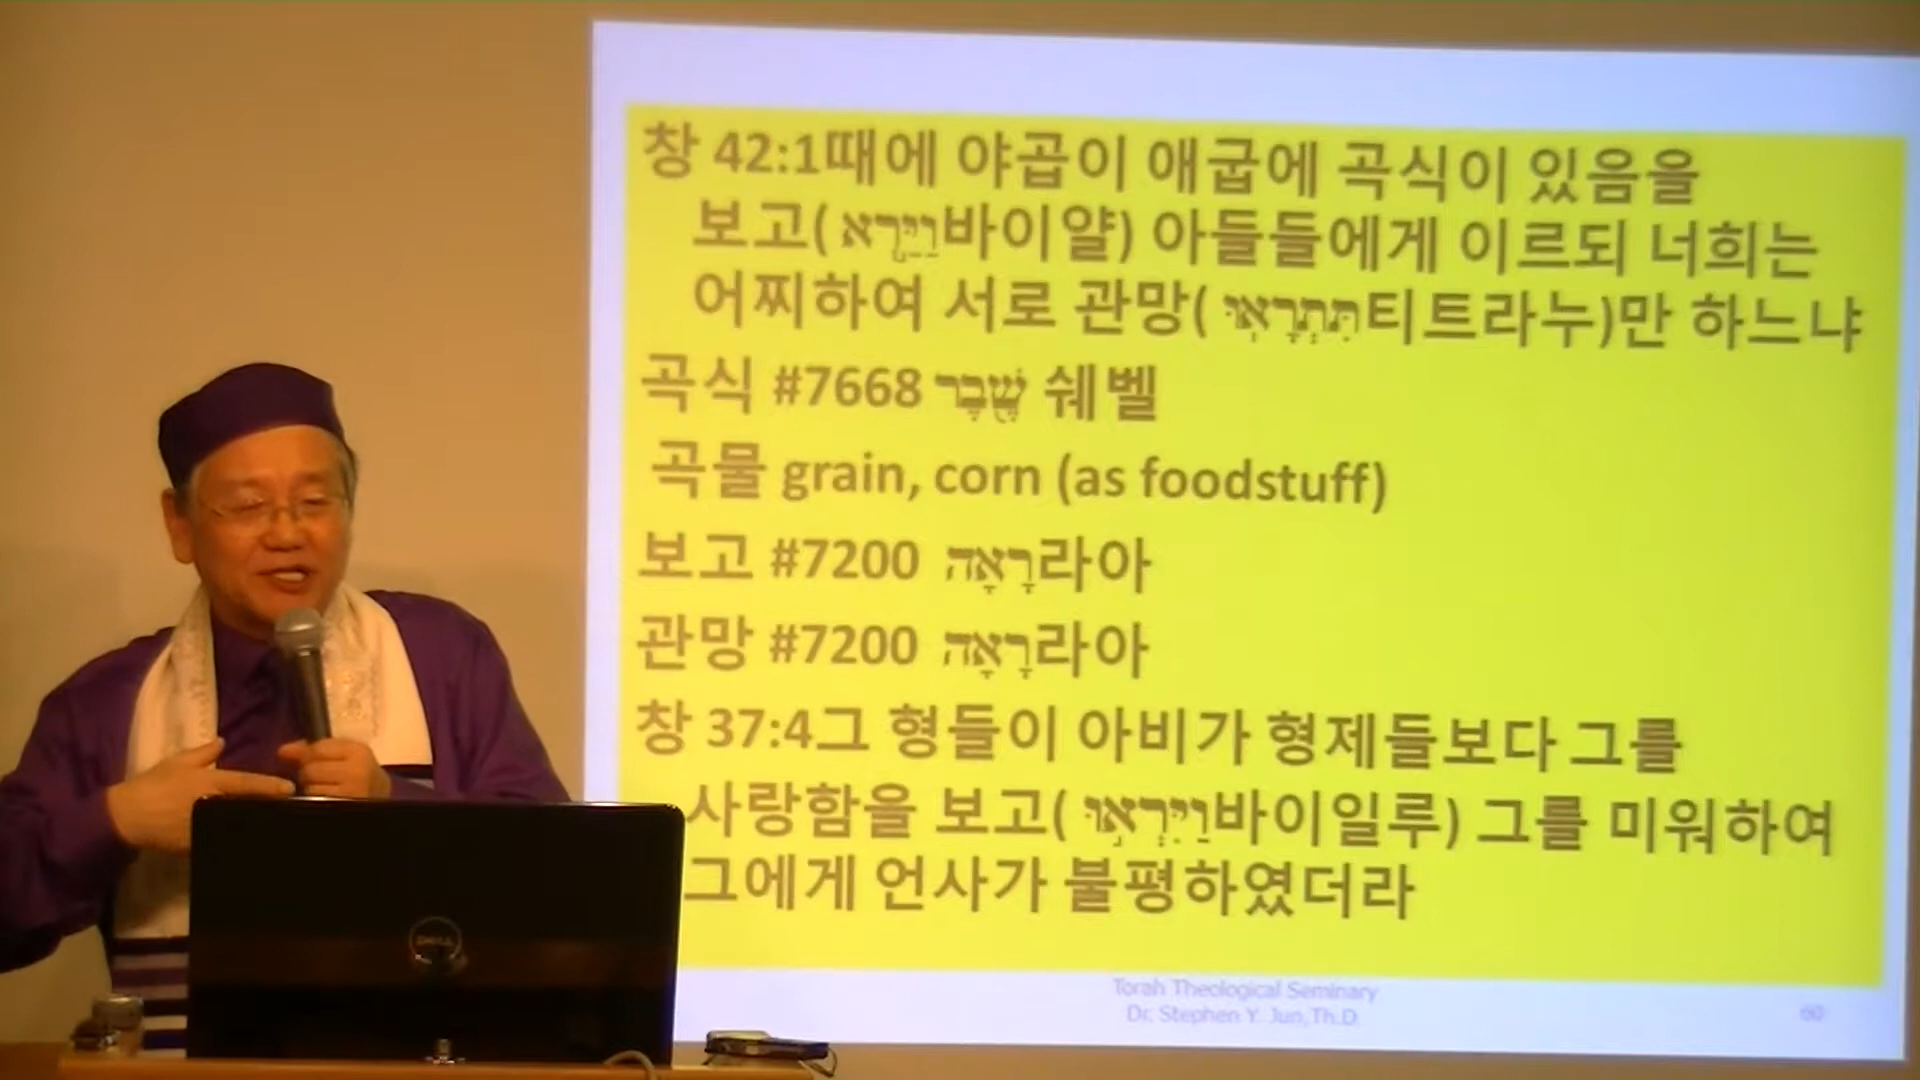 창 42:1때에 야곱이 애굽에 곡식이 있음을
보고( וַיַּרְא바이얄) 아들들에게 이르되 너희는
어찌하여 서로 관망( תִּתְרָאֽוּ티트라누)만 하느냐
곡식 #7668 שֶׁבֶר 쉐벨
곡물 grain, corn (as foodstuff)
보고 #7200 רָאָה라아
관망 #7200 רָאָה라아
창 37:4그 형들이 아비가 형제들보다 그를
사랑함을 보고( וַיִּרְאוּ바이일루) 그를 미워하여
그에게 언사가 불평하였더라
Torah Theological Seminary
Dr. Stephen Y. Jun,Th.D
60
DELL